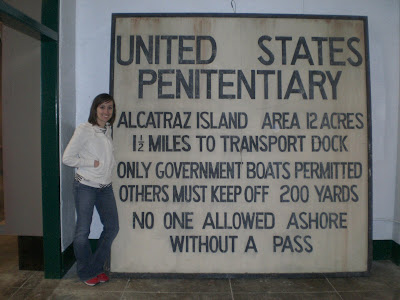 UNITED STATES
PENITENTIARY
ALCATRAZ ISLAND AREA 12 ACRES
1½ MILES TO TRANSPORT DOCK
ONLY GOVERNMENT BOATS PERMITTED
OTHERS MUST KEEP OFF 200 YARDS
NO ONE ALLOWED ASHORE
WITHOUT A PASS